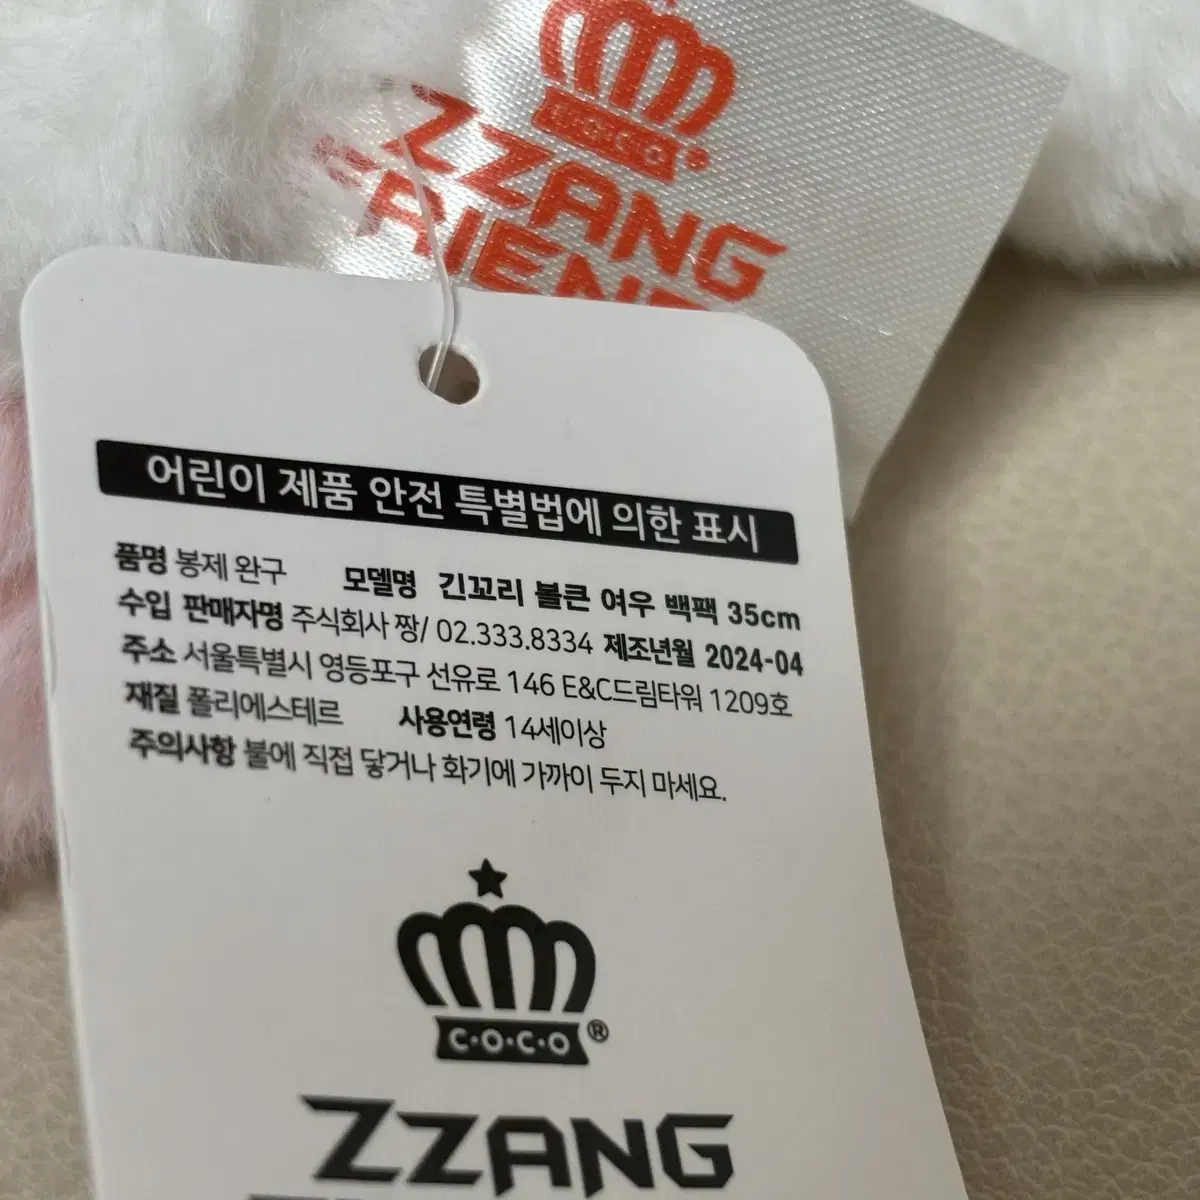 COCO
ZZANG
FRIEND
어린이 제품 안전 특별법에 의한 표시
품명 봉제 완구 모델명 긴꼬리 볼큰 여우 백팩 35cm
수입 판매자명 주식회사 짱/ 02.333.8334 제조년월 2024-04
주소 서울특별시 영등포구 선유로 146 E&C드림타워 1209호
재질 폴리에스테르 사용연령 14세이상
주의사항 불에 직접 닿거나 화기에 가까이 두지 마세요.
C·O·C·O ®
ZZANG